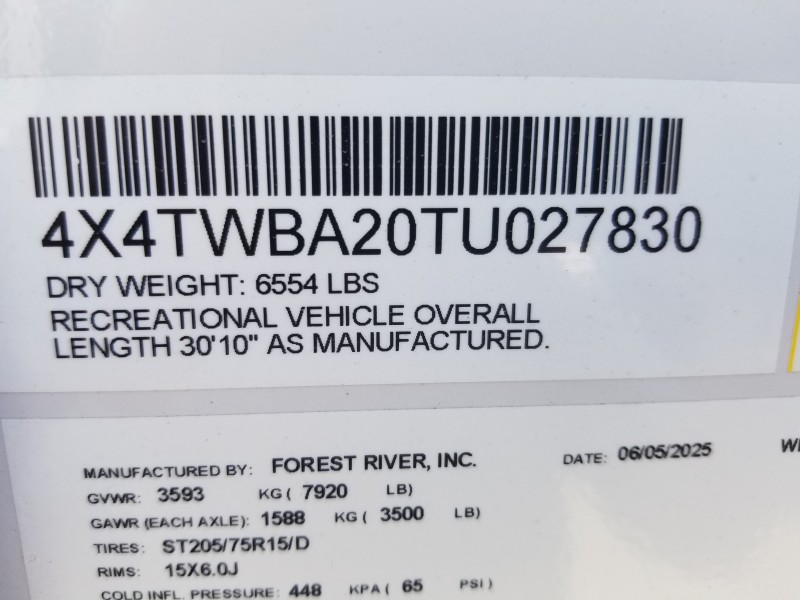 4X4TWBA20TU027830
DRY WEIGHT: 6554 LBS
RECREATIONAL VEHICLE OVERALL
LENGTH 30'10" AS MANUFACTURED.
MANUFACTURED BY: FOREST RIVER, INC. DATE: 06/05/2025
GVWR: 3593 KG ( 7920 LB)
GAWR (EACH AXLE): 1588 KG ( 3500 LB)
TIRES: ST205/75R15/D
RIMS: 15X6.0J
COLD INFL. PRESSURE: 448 KPA ( 65 PSI )